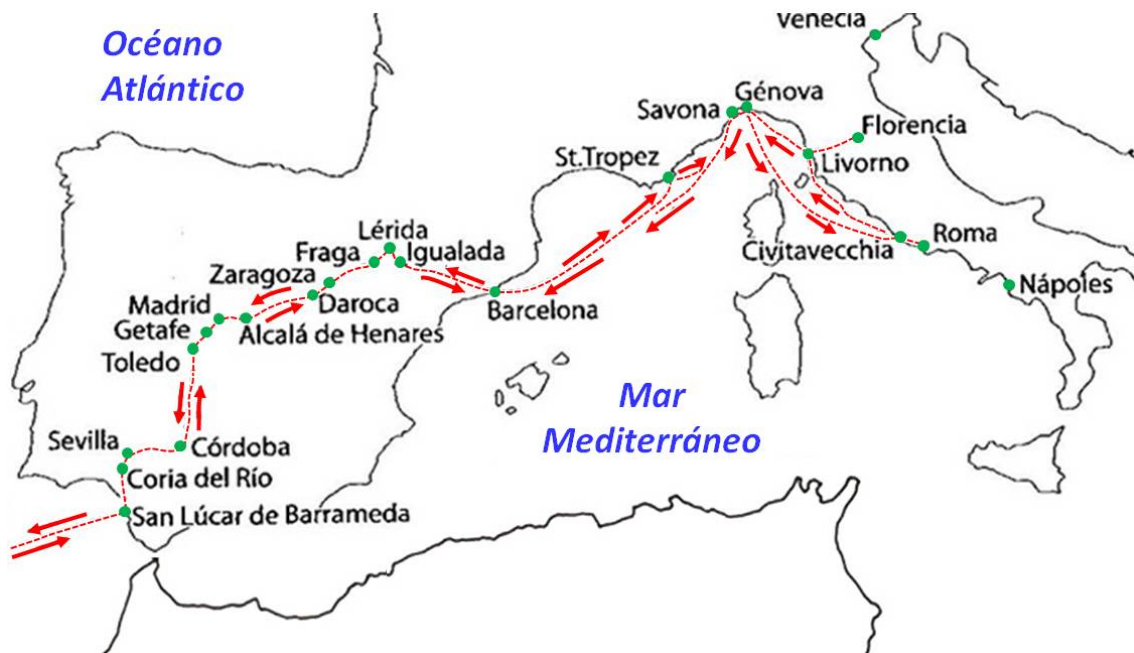 Océano
Atlántico
Venecia
Génova
Savona
Florencia
St.Tropez
Livorno
Lérida
Fraga
Igualada
Civitavecchia
Roma
Zaragoza
Nápoles
Madrid
Daroca
Barcelona
Getafe
Alcalá de Henares
Toledo
Mar
Mediterráneo
Sevilla
Córdoba
Coria del Río
San Lúcar de Barrameda